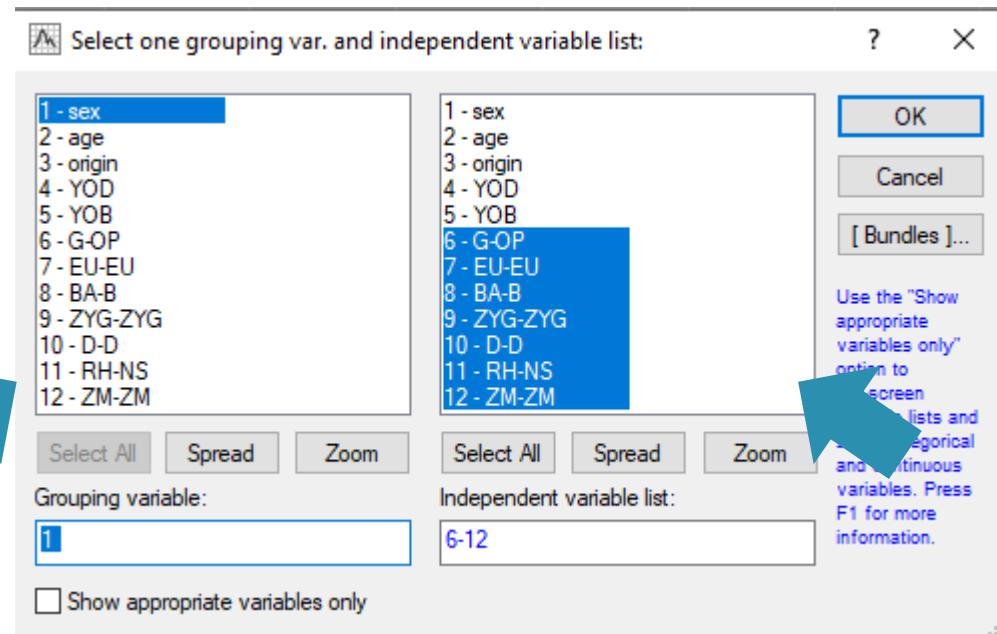 Select one grouping var. and independent variable list:
?
1 - sex
2 - age
3 - origin
4 - YOD
5 - YOB
6 - G-OP
7 - EU-EU
8 - BA-B
9 - ZYG-ZYG
10 - D-D
11 - RH-NS
12 - ZM-ZM
Select All Spread Zoom
Grouping variable:
1
Show appropriate variables only
1 - sex
2 - age
3 - origin
4 - YOD
5 - YOB
6 - G-OP
7 - EU-EU
8 - BA-B
9 - ZYG-ZYG
10 - D-D
11 - RH-NS
12 - ZM-ZM
Select All Spread Zoom
Independent variable list:
6-12
OK
Cancel
[ Bundles ]...
Use the "Show
appropriate
variables only"
option to
screen
lists and
and
variables. Press
F1 for more
information.